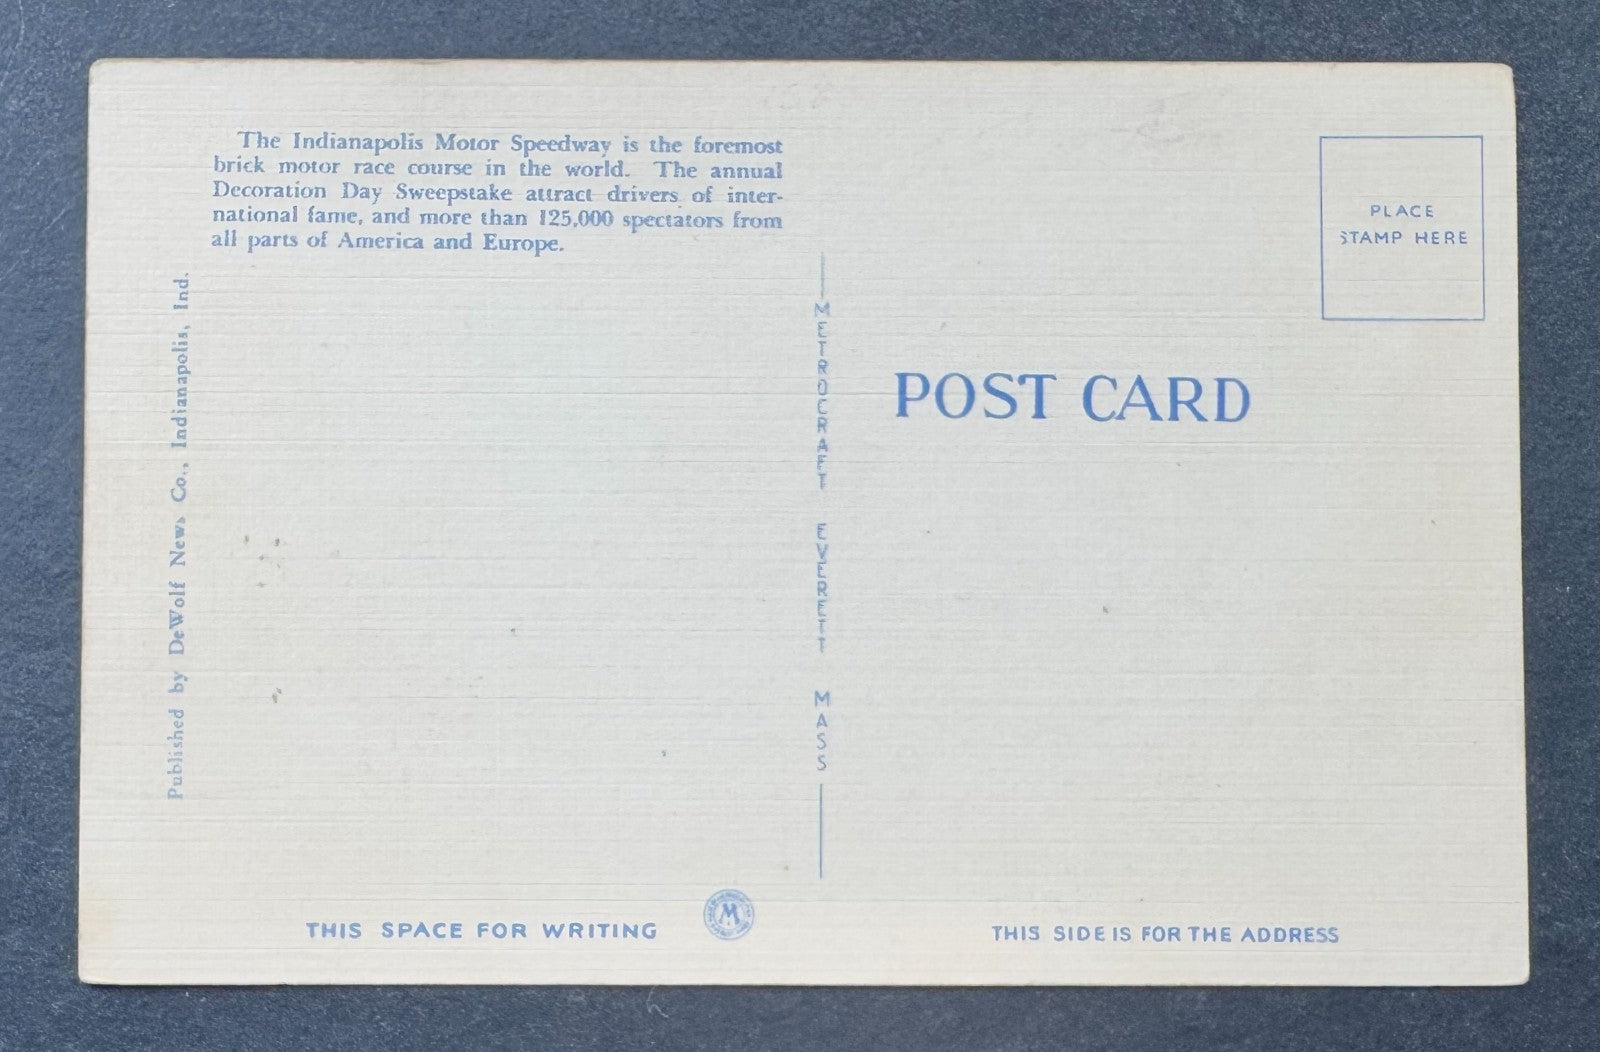 The Indianapolis Motor Speedway is the foremost
brick motor race course in the world. The annual
Decoration Day Sweepstake attract drivers of inter-
national fame, and more than 125,000 spectators from
all parts of America and Europe.
Published by DeWolf News Co., Indianapolis, Ind.
METROCRAFT EVERETT MASS
PLACE
STAMP HERE
POST CARD
THIS SPACE FOR WRITING
M
THIS SIDE IS FOR THE ADDRESS